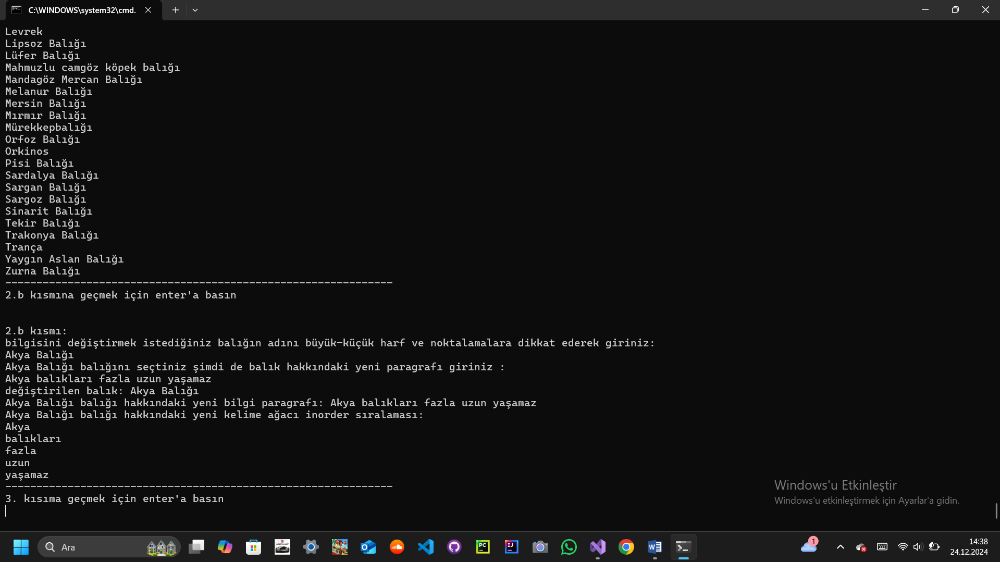 C:\WINDOWS\system32\cmd.
Levrek
Lipsoz Balığı
Lüfer Balığı
Mahmuzlu camgöz köpek balığı
Mandagöz Mercan Balığı
Melanur Balığı
Mersin Balığı
Mırmır Balığı
Mürekkepbalığı
Orfoz Balığı
Orkinos
Pisi Balığı
Sardalya Balığı
Sargan Balığı
Sargoz Balığı
Sinarit Balığı
Tekir Balığı
Trakonya Balığı
Trança
Yaygın Aslan Balığı
Zurna Balığı
--------------------------------------------------------------
2.b kısmına geçmek için enter'a basın
2.b kısmı:
bilgisini değiştirmek istediğiniz balığın adını büyük-küçük harf ve noktalamalara dikkat ederek giriniz:
Akya Balığı
Akya Balığı balığını seçtiniz şimdi de balık hakkındaki yeni paragrafı giriniz :
Akya balıkları fazla uzun yaşamaz
değiştirilen balık: Akya Balığı
Akya Balığı balığı hakkındaki yeni bilgi paragrafı: Akya balıkları fazla uzun yaşamaz
Akya Balığı balığı hakkındaki yeni kelime ağacı inorder sıralaması:
Akya
balıkları
fazla
uzun
yaşamaz
--------------------------------------------------------------
3. kısıma geçmek için enter'a basın
Windows'u Etkinleştir
Windows'u etkinleştirmek için Ayarlar'a gidin.
Ara
PC
IJ
1
14:38
24.12.2024